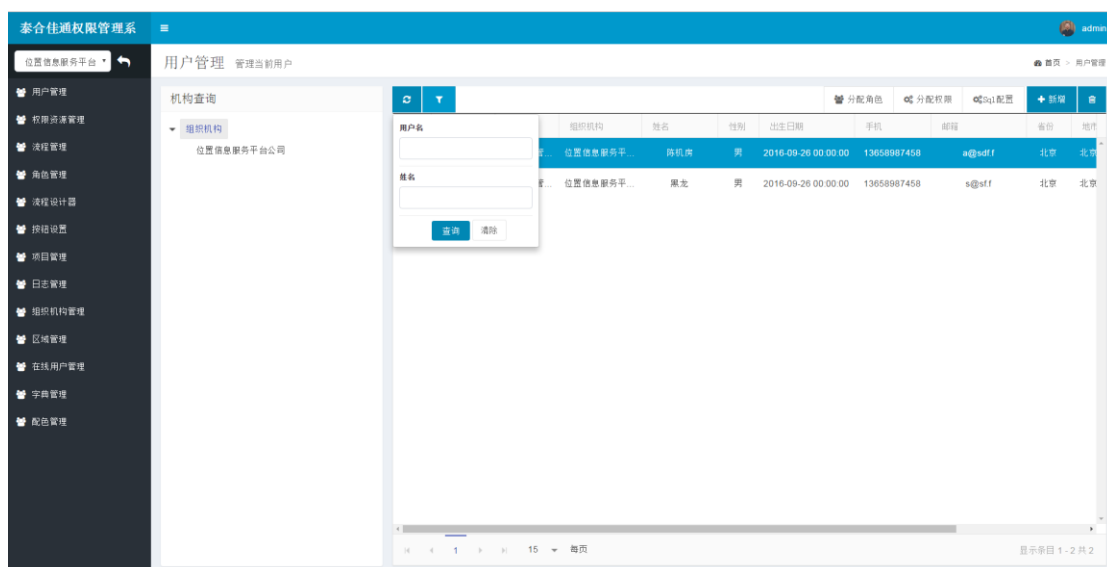 泰合佳通权限管理系
admin
位置信息服务平台
用户管理 管理当前用户
首页 > 用户管理
用户管理
权限资源管理
流程管理
角色管理
流程设计器
按钮设置
项目管理
日志管理
组织机构管理
区域管理
在线用户管理
字典管理
配色管理
机构查询
组织机构
位置信息服务平台公司
分配角色 分配权限 Sql配置 新增
用户名
姓名
查询 清除
组织机构 姓名 性别 出生日期 手机 邮箱 省份 地市
位置信息服务平... 陈机房 男 2016-09-26 00:00:00 13658987458 a@sdf.f 北京 北京
位置信息服务平... 黑龙 男 2016-09-26 00:00:00 13658987458 s@sf.f 北京 北京
1 15 每页
显示条目 1 - 2 共 2